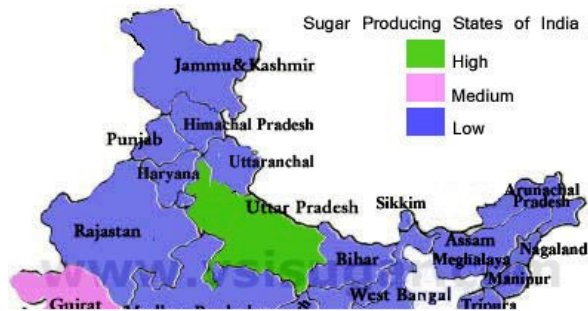 Sugar Producing States of India
High
Medium
Low
Jammu&Kashmir
Himachal Pradesh
Punjab
Uttaranchal
Haryana
Uttar Pradesh
Sikkim
Arunachal
Pradesh
Rajastan
Assam
Nagaland
Bihar
Meghalaya
Manipur
West Bangal
Gujrat
Tripura